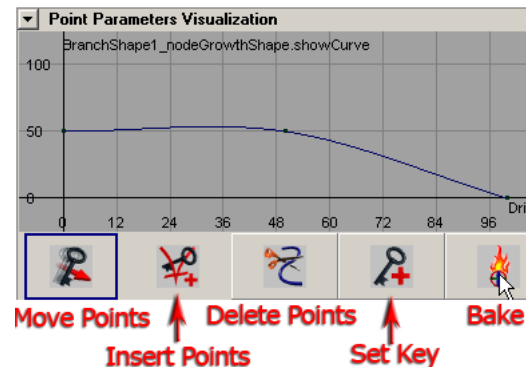 Point Parameters Visualization
BranchShape1_nodeGrowthShape.showCurve
100
50
0
Dri
0 12 24 36 48 60 72 84 96
Move Points Delete Points Bake
Insert Points Set Key